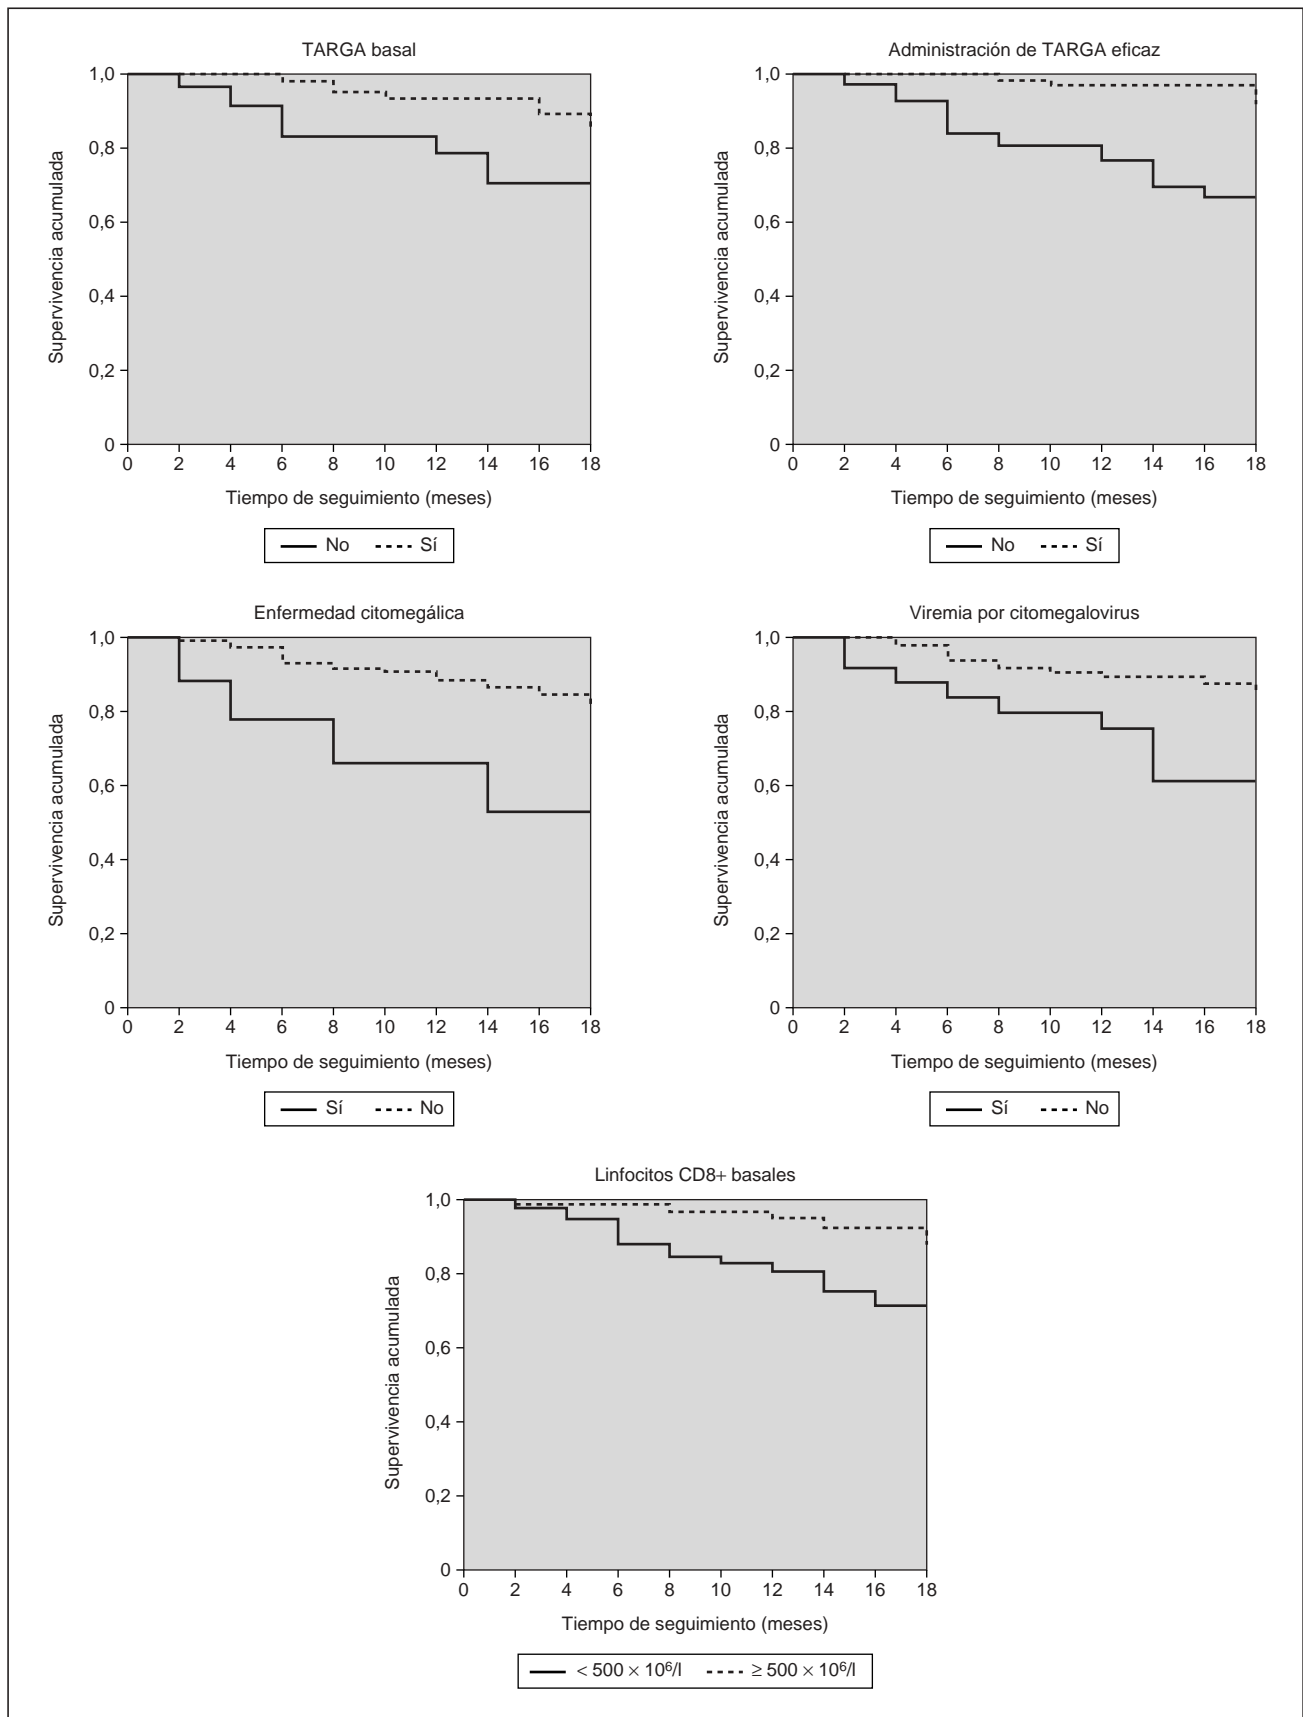 TARGA basal
1,0
0,8
0,6
0,4
0,2
0
Supervivencia acumulada
0 2 4 6 8 10 12 14 16 18
Tiempo de seguimiento (meses)
No Sí
Administración de TARGA eficaz
1,0
0,8
0,6
0,4
0,2
0
Supervivencia acumulada
0 2 4 6 8 10 12 14 16 18
Tiempo de seguimiento (meses)
No Sí
Enfermedad citomegálica
1,0
0,8
0,6
0,4
0,2
0
Supervivencia acumulada
0 2 4 6 8 10 12 14 16 18
Tiempo de seguimiento (meses)
Sí No
Viremia por citomegalovirus
1,0
0,8
0,6
0,4
0,2
0
Supervivencia acumulada
0 2 4 6 8 10 12 14 16 18
Tiempo de seguimiento (meses)
Sí No
Linfocitos CD8+ basales
1,0
0,8
0,6
0,4
0,2
0
Supervivencia acumulada
0 2 4 6 8 10 12 14 16 18
Tiempo de seguimiento (meses)
< 500 × 10⁶/l ≥ 500 × 10⁶/l